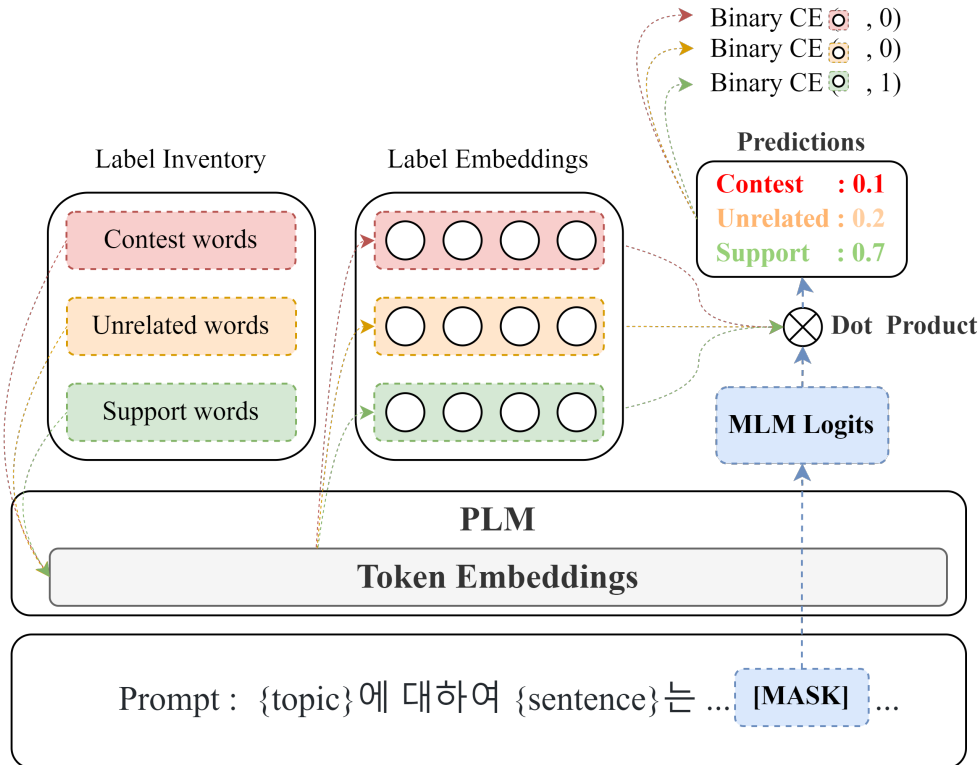 Binary CE ( , 0)
Binary CE ( , 0)
Binary CE ( , 1)
Predictions
Contest : 0.1
Unrelated : 0.2
Support : 0.7
Label Inventory
Label Embeddings
Contest words
Unrelated words
Support words
Dot Product
MLM Logits
PLM
Token Embeddings
Prompt : {topic}에 대하여 {sentence}는 ... [MASK] ...